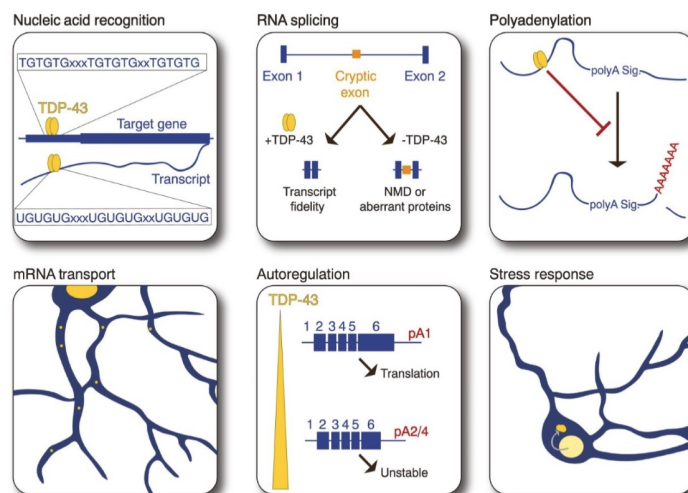 Nucleic acid recognition
TGTGTGxxxTGTGTGxxTGTGTG
TDP-43
Target gene
Transcript
UGUGUGxxxUGUGUGxxUGUGUG
RNA splicing
Exon 1
Cryptic
exon
Exon 2
+TDP-43
-TDP-43
Transcript
fidelity
NMD or
aberrant proteins
Polyadenylation
polyA Sig.
polyA Sig.
AAAAAAA
mRNA transport
Autoregulation
TDP-43
1 2 3 4 5 6
pA1
Translation
1 2 3 4 5 6
pA2/4
Unstable
Stress response